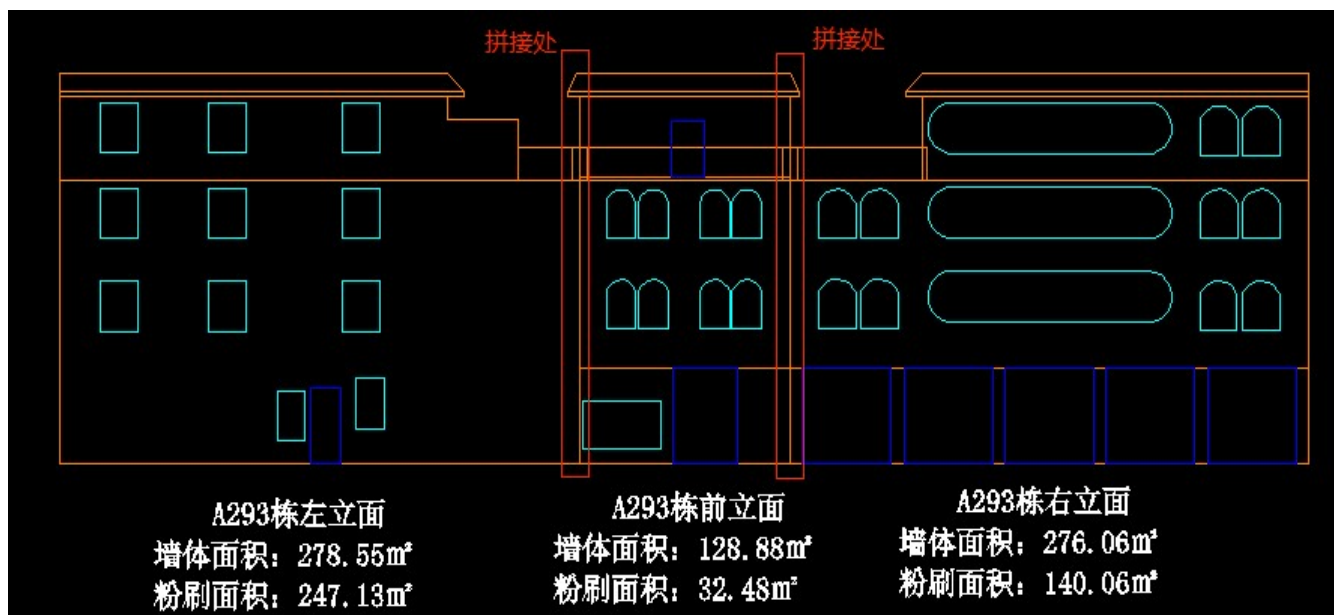 拼接处
拼接处
A293栋左立面
墙体面积：278.55㎡
粉刷面积：247.13㎡
A293栋前立面
墙体面积：128.88㎡
粉刷面积：32.48㎡
A293栋右立面
墙体面积：276.06㎡
粉刷面积：140.06㎡